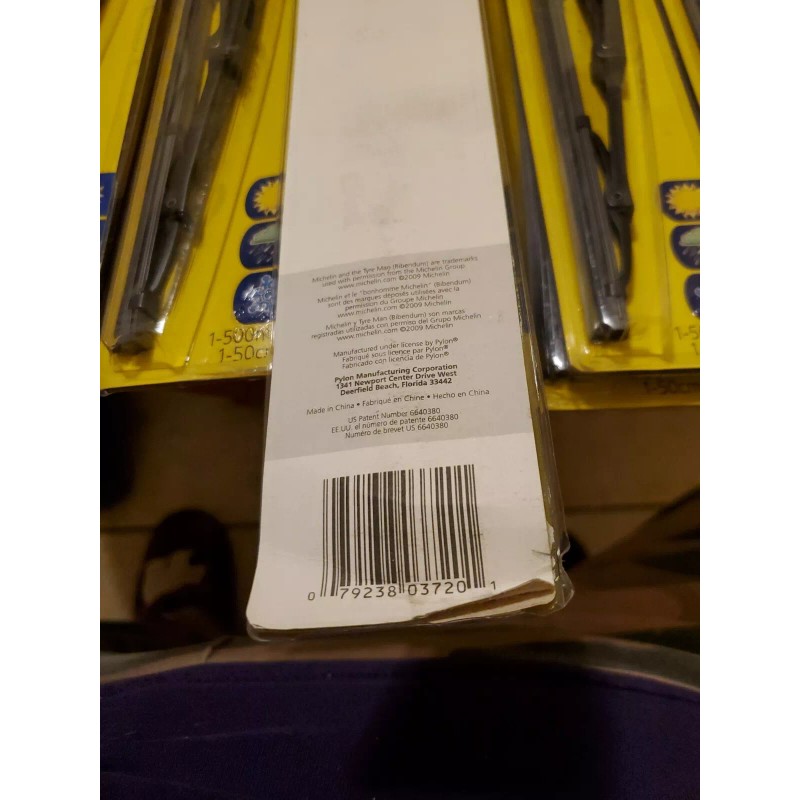 1-500m
1-50c
Michelin and the Tyre Man (Bibendum) are trademarks
used with permission from the Michelin Group
www.michelin.com ©2009 Michelin
Michelin et le "bonhomme Michelin" (Bibendum)
sont des marques déposés utilisées avec la
permission du Groupe Michelin
www.michelin.com ©2009 Michelin
Michelin y Tyre Man (Bibendum) son marcas
registradas utilizadas con permiso del Grupo Michelin
www.michelin.com ©2009 Michelin
Manufactured under license by Pylon®
Fabriqué sous licence par Pylon®
Fabricado con licencia de Pylon®
Pylon Manufacturing Corporation
1341 Newport Center Drive West
Deerfield Beach, Florida 33442
Made in China • Fabriqué en Chine • Hecho en China
US Patent Number 6640380
EE.UU. el número de patente 6640380
Numéro de brevet US 6640380
0 79238 03720 1